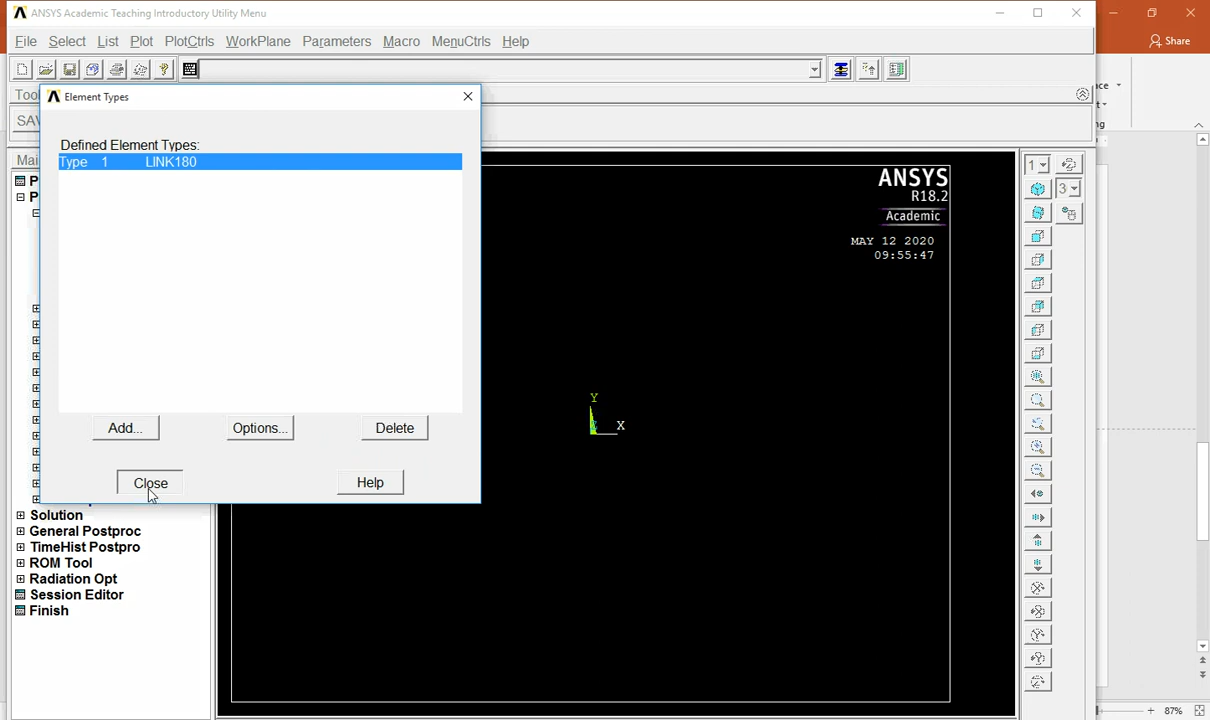 ANSYS Academic Teaching Introductory Utility Menu
Share
File Select List Plot PlotCtrls WorkPlane Parameters Macro MenuCtrls Help
Element Types
Defined Element Types:
Type 1 LINK180
Add... Options... Delete
Close Help
Solution
General Postproc
TimeHist Postpro
ROM Tool
Radiation Opt
Session Editor
Finish
ANSYS
R18.2
Academic
MAY 12 2020
09:55:47
Y
X
1
3
87%